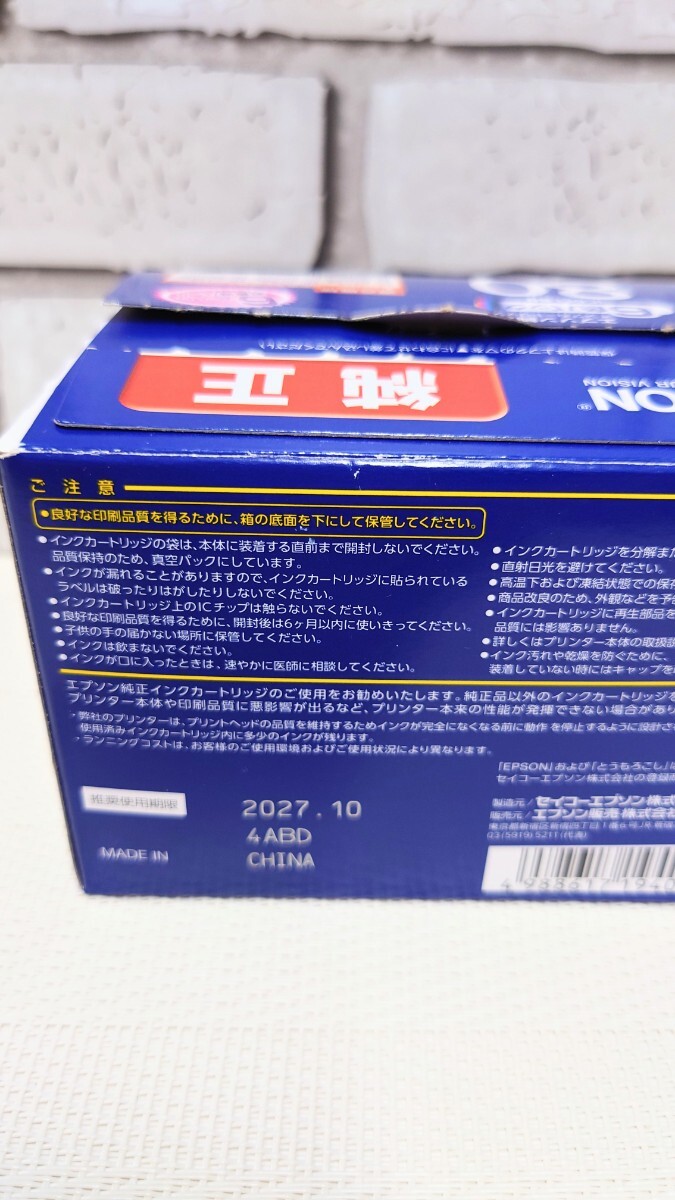 純正
ON
®
OR VISION
ご注意
●良好な印刷品質を得るために、箱の底面を下にして保管してください。
●インクカートリッジの袋は、本体に装着する直前まで開封しないでください。
品質保持のため、真空パックにしています。
●インクが漏れることがありますので、インクカートリッジに貼られている
ラベルは破ったりはがしたりしないでください。
●インクカートリッジ上のICチップは触らないでください。
●良好な印刷品質を得るために、開封後は6ヶ月以内に使いきってください。
●子供の手の届かない場所に保管してください。
●インクは飲まないでください。
●インクが口に入ったときは、速やかに医師に相談してください。
●インクカートリッジを分解また
●直射日光を避けてください。
●高温下および凍結状態での保存
●商品改良のため、外観などを予告
●インクカートリッジに再生部品を
品質には影響ありません。
●詳しくはプリンター本体の取扱説
●インク汚れや乾燥を防ぐために、
装着していない時にはキャップを
エプソン純正インクカートリッジのご使用をお勧めいたします。純正品以外のインクカートリッジを
プリンター本体や印刷品質に悪影響が出るなど、プリンター本来の性能が発揮できない場合があり
・弊社のプリンターは、プリントヘッドの品質を維持するためインクが完全になくなる前に動作を停止するように設計さ
使用済みインクカートリッジ内に多少のインクが残ります。
・ランニングコストは、お客様のご使用環境およびご使用状況により異なります。
「EPSON」および「とうもろこし」に
セイコーエプソン株式会社の登録商
推奨使用期限
2027.10
4ABD
MADE IN
CHINA
製造元/セイコーエプソン株式
販売元/エプソン販売 株式会